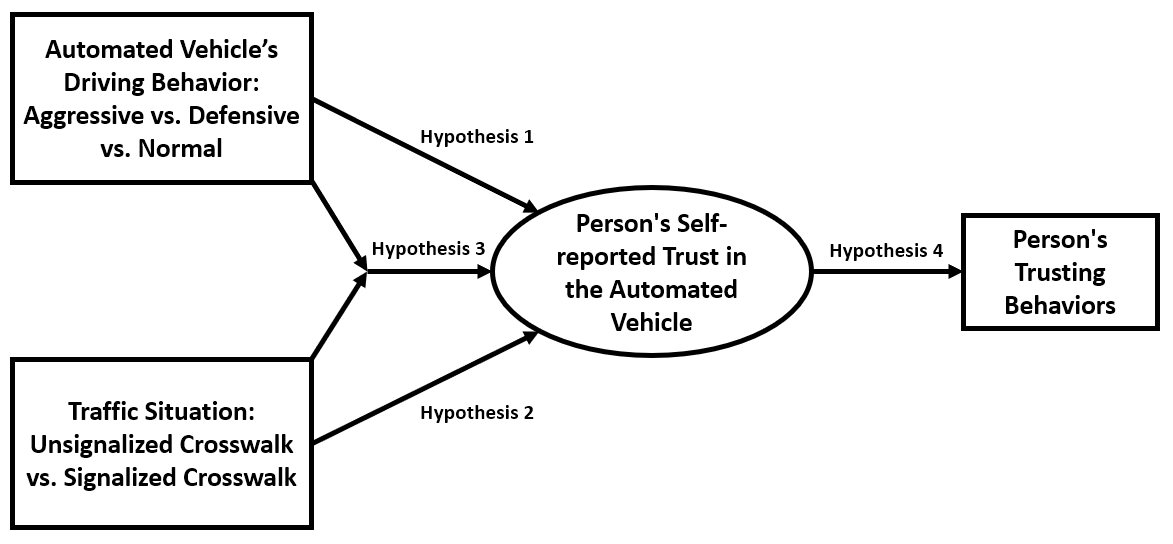 Automated Vehicle’s
Driving Behavior:
Aggressive vs. Defensive
vs. Normal
Hypothesis 1
Hypothesis 3
Person's Self-
reported Trust in
the Automated
Vehicle
Hypothesis 4
Person's
Trusting
Behaviors
Traffic Situation:
Unsignalized Crosswalk
vs. Signalized Crosswalk
Hypothesis 2